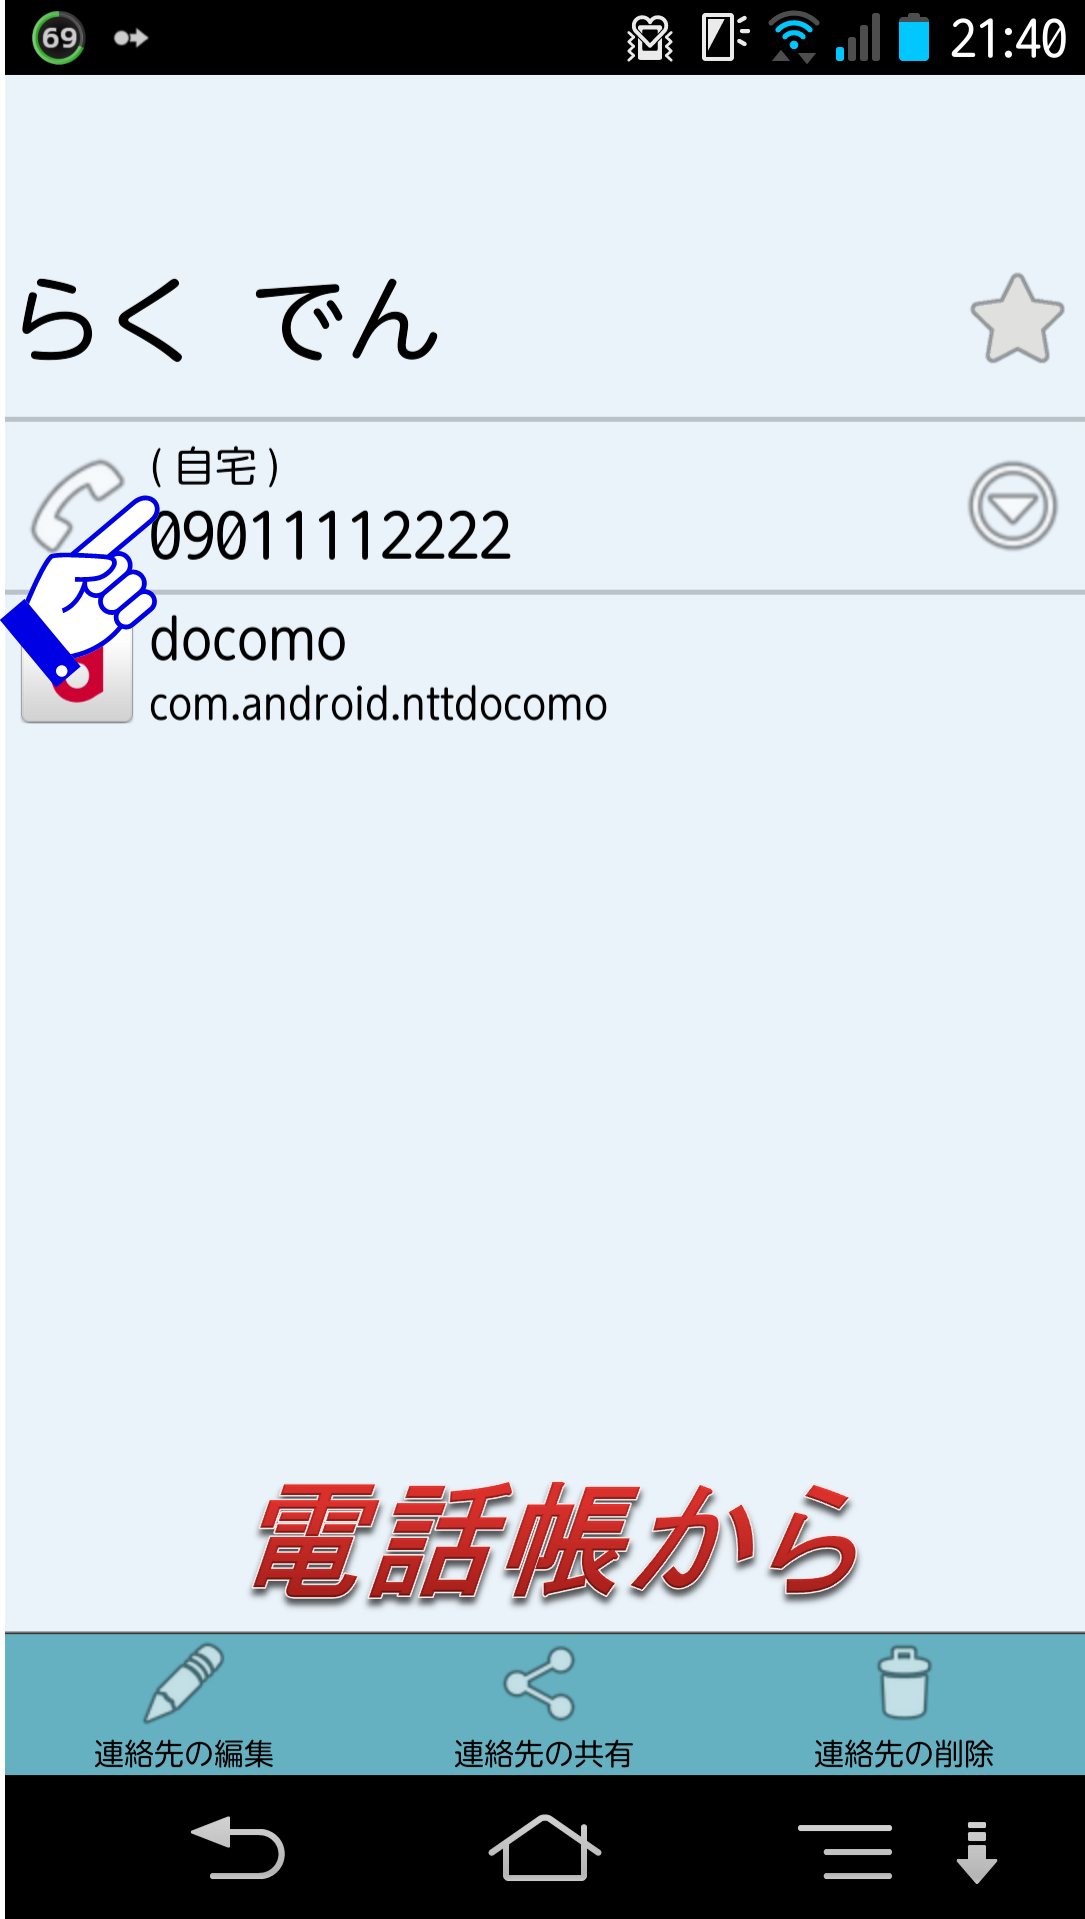 69
21:40
らく でん
(自宅)
09011112222
docomo
com.android.nttdocomo
電話帳から
連絡先の編集
連絡先の共有
連絡先の削除